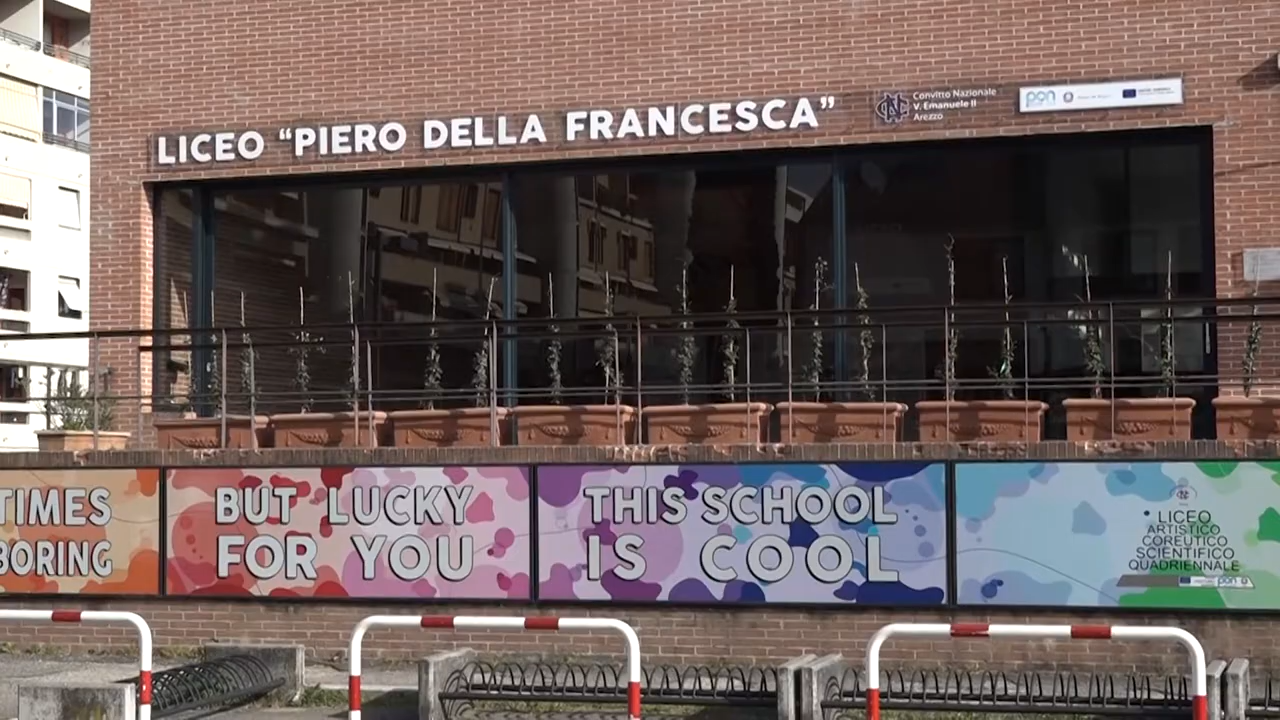 LICEO “PIERO DELLA FRANCESCA”
Convitto Nazionale
V. Emanuele II
Arezzo
pon
TIMES
BORING
BUT LUCKY
FOR YOU
THIS SCHOOL
IS COOL
LICEO
ARTISTICO
COREUTICO
SCIENTIFICO
QUADRIENNALE
pon